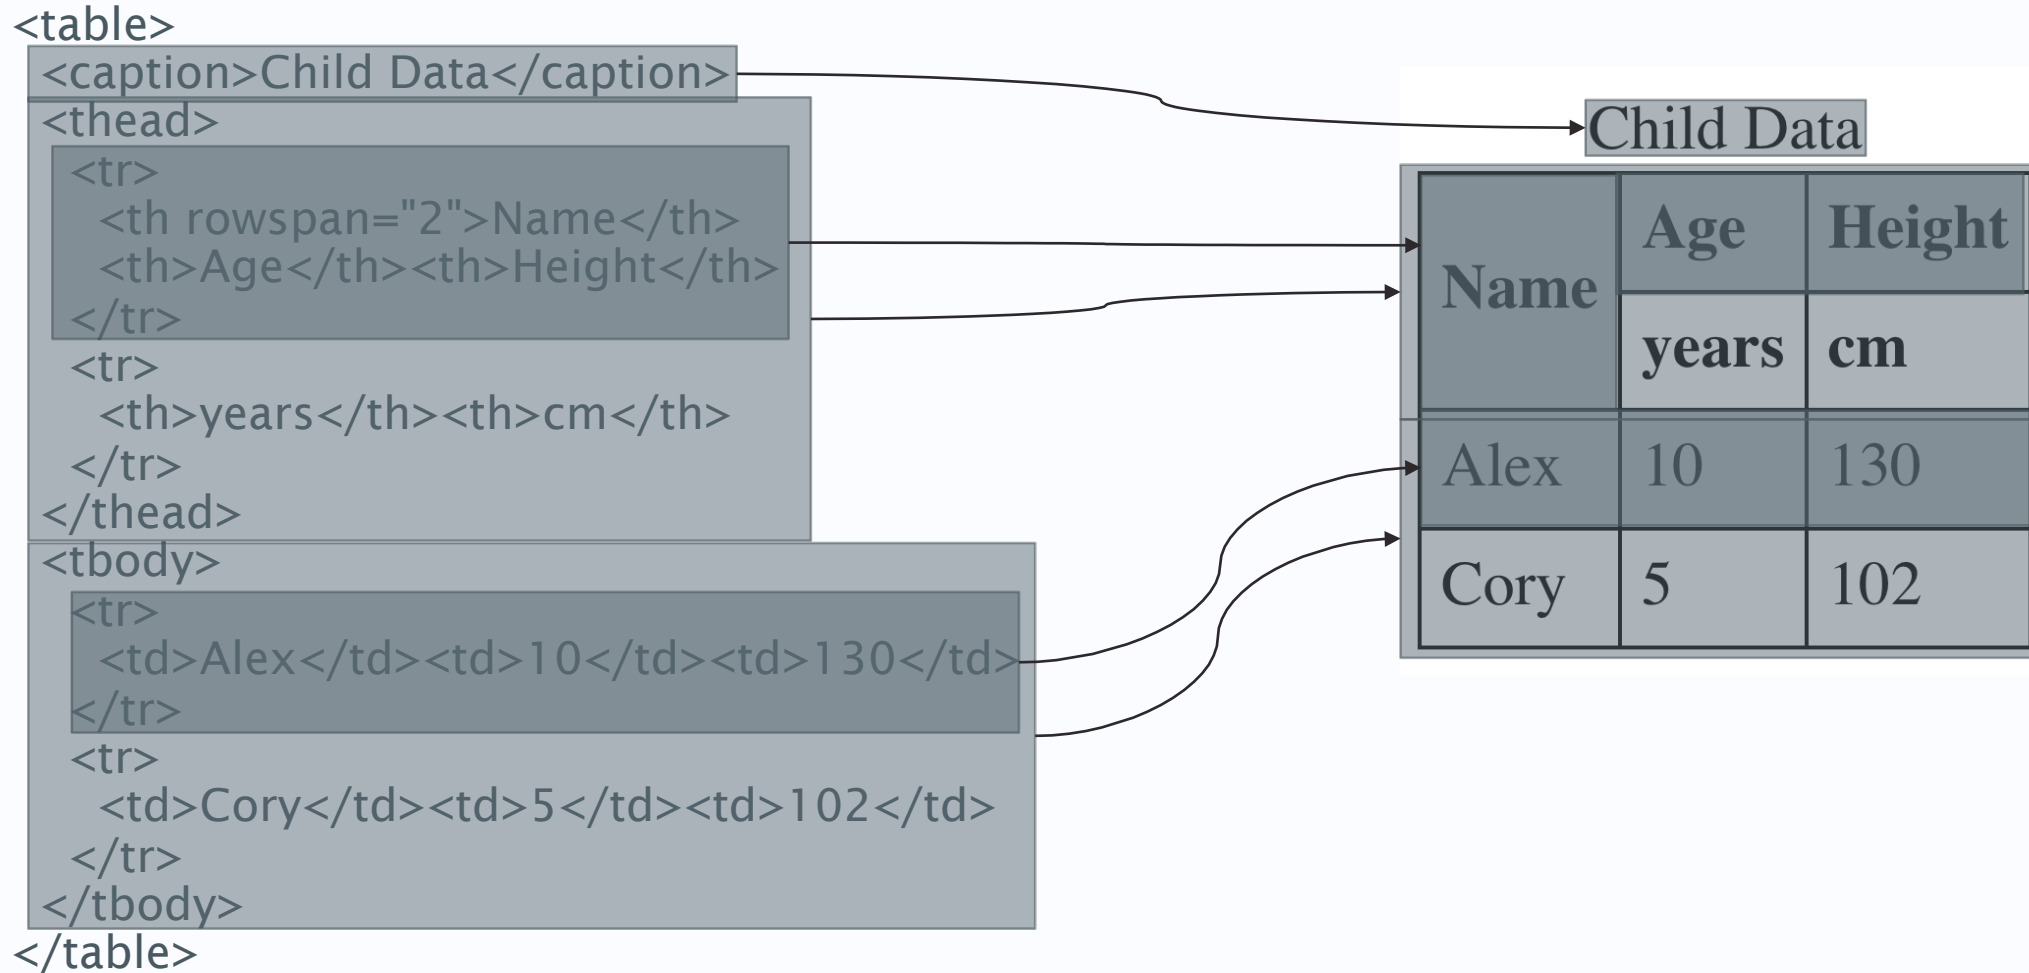 <table>
<caption>Child Data</caption>
<thead>
<tr>
<th rowspan="2">Name</th>
<th>Age</th><th>Height</th>
</tr>
<tr>
<th>years</th><th>cm</th>
</tr>
</thead>
<tbody>
<tr>
<td>Alex</td><td>10</td><td>130</td>
</tr>
<tr>
<td>Cory</td><td>5</td><td>102</td>
</tr>
</tbody>
</table>
Child Data
Name Age Height
years cm
Alex 10 130
Cory 5 102